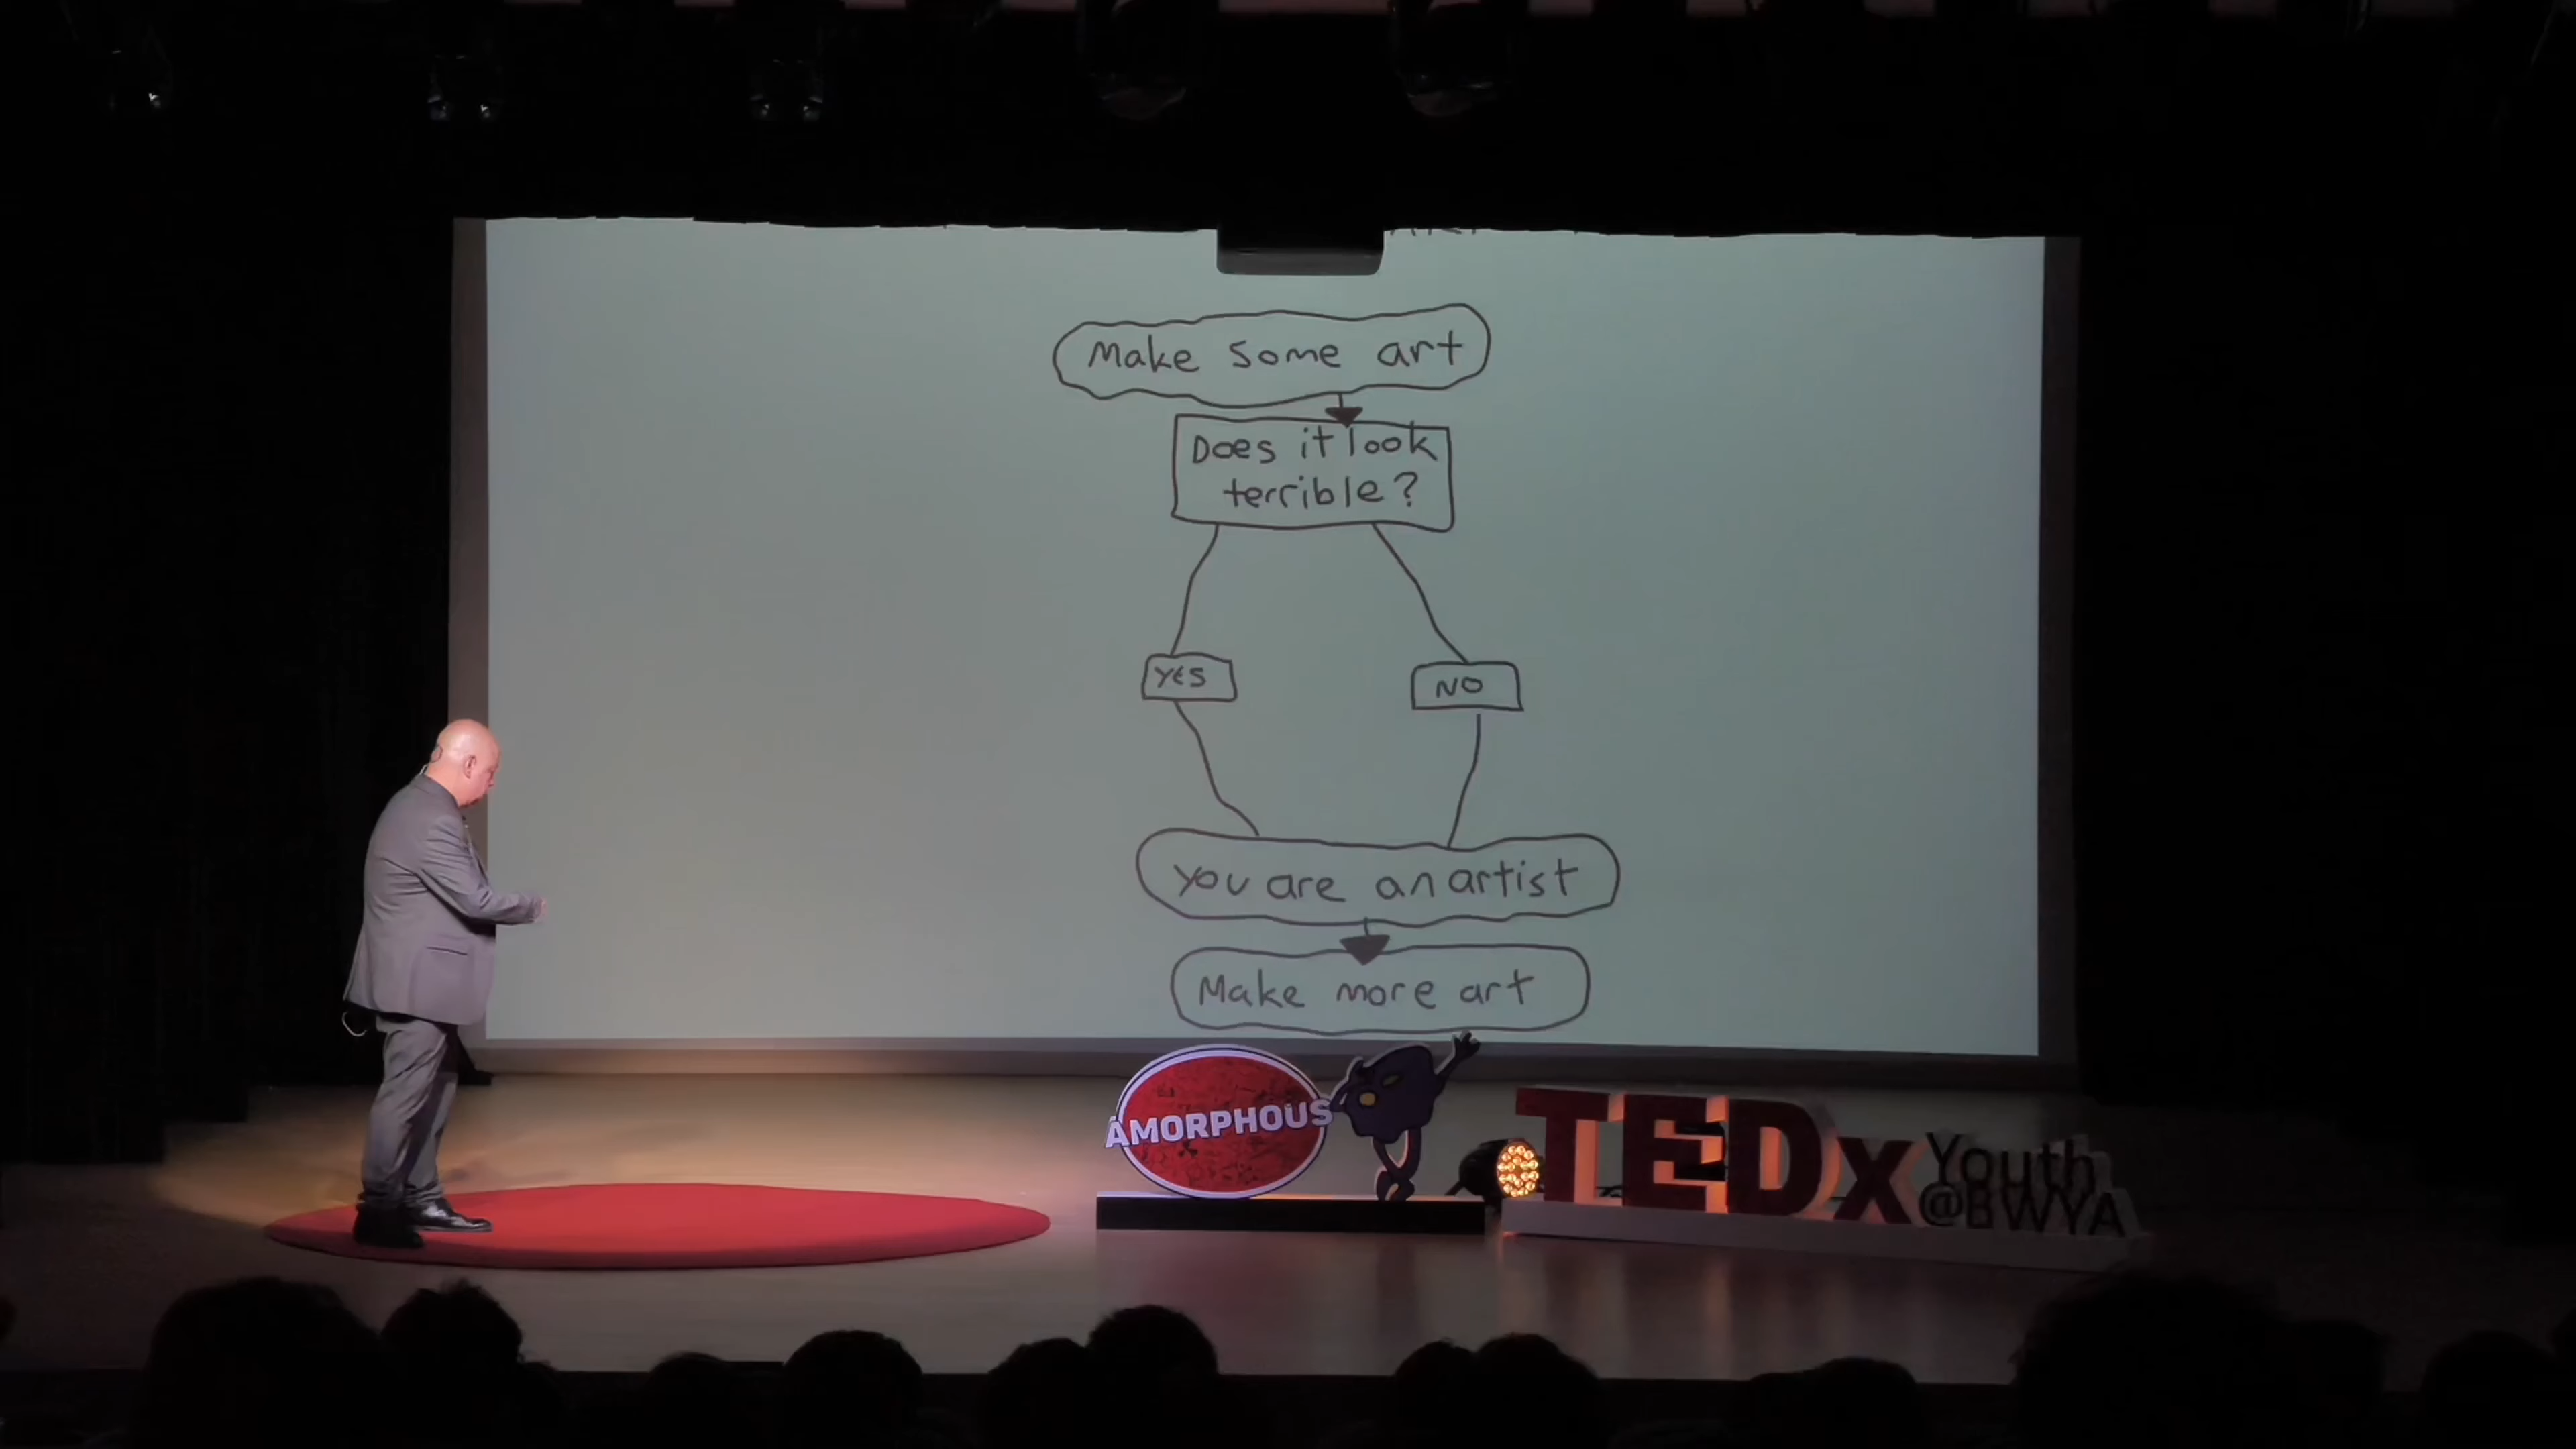 Make some art
Does it look
terrible?
YES
NO
You are an artist
Make more art
AMORPHOUS
TEDx
Youth
@BWYA